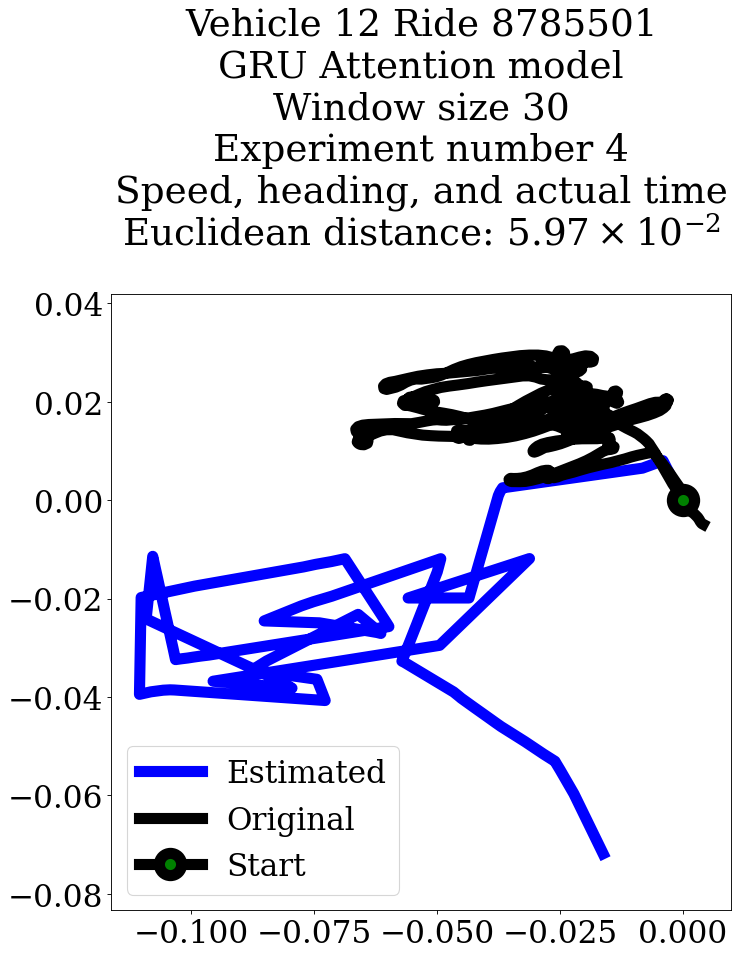 Vehicle 12 Ride 8785501
GRU Attention model
Window size 30
Experiment number 4
Speed, heading, and actual time
Euclidean distance: 5.97 × 10⁻²
0.04
0.02
0.00
−0.02
−0.04
−0.06
−0.08
Estimated
Original
Start
−0.100 −0.075 −0.050 −0.025 0.000